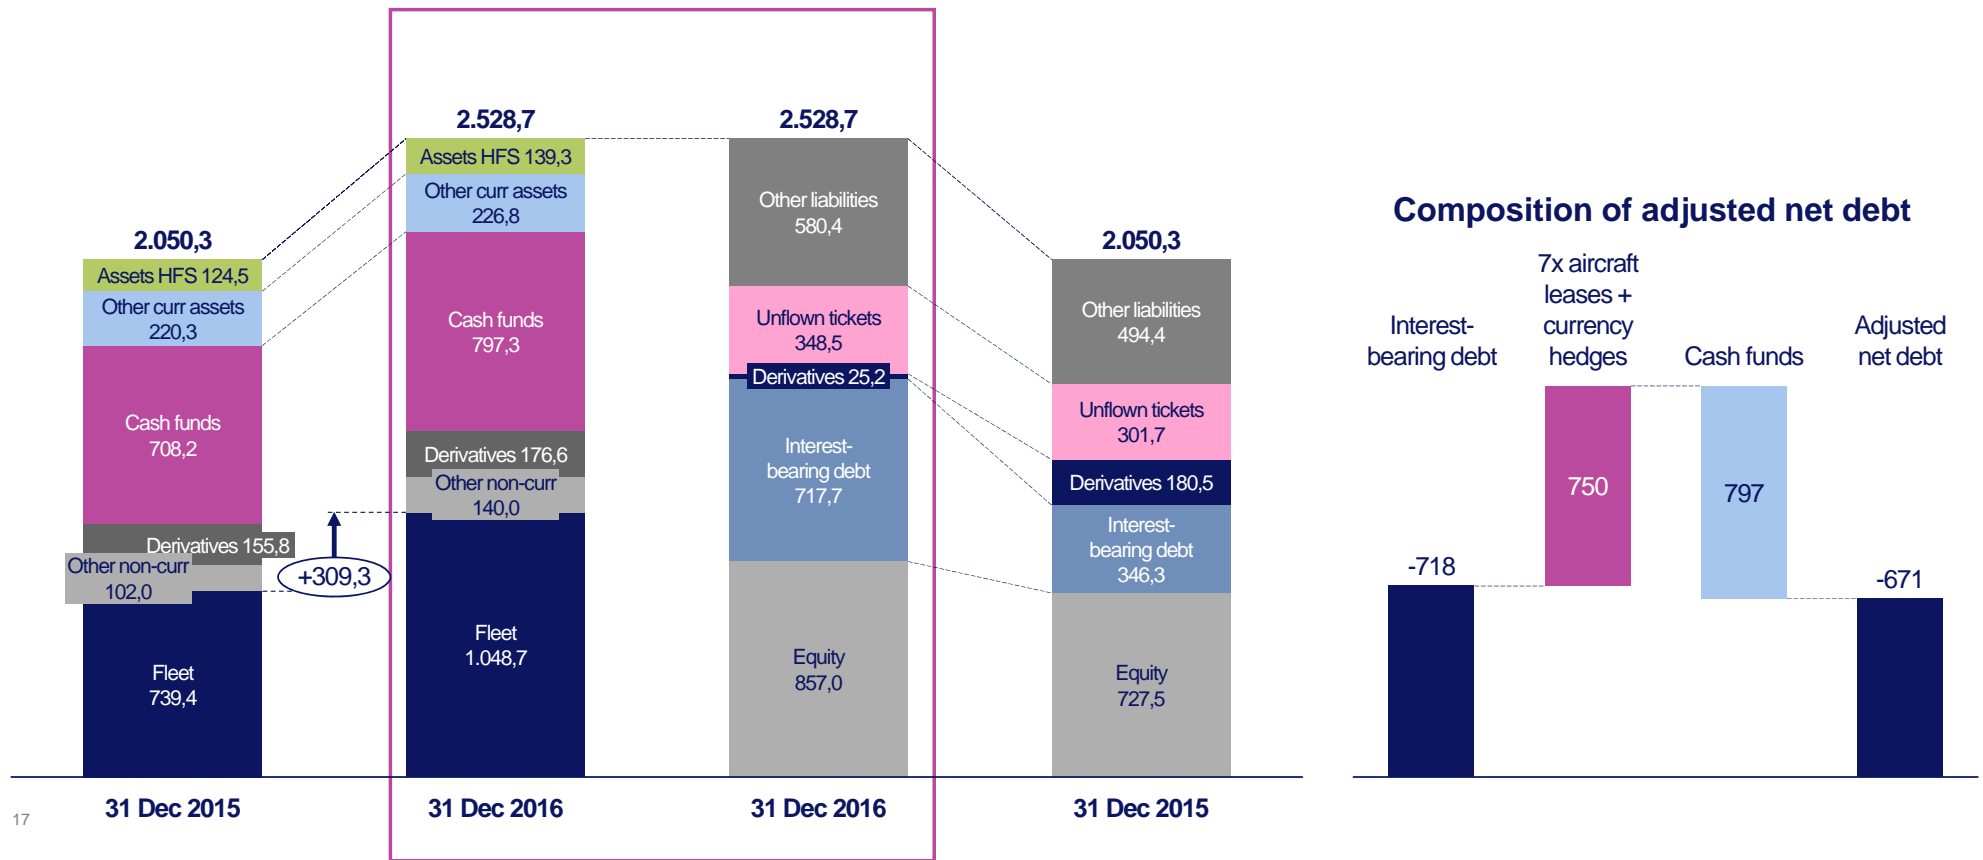 2.050,3
Assets HFS 124,5
Other curr assets
220,3
Cash funds
708,2
Derivatives 155,8
Other non-curr
102,0
Fleet
739,4
31 Dec 2015
+309,3
2.528,7
Assets HFS 139,3
Other curr assets
226,8
Cash funds
797,3
Derivatives 176,6
Other non-curr
140,0
Fleet
1.048,7
31 Dec 2016
2.528,7
Other liabilities
580,4
Unflown tickets
348,5
Derivatives 25,2
Interest-
bearing debt
717,7
Equity
857,0
31 Dec 2016
2.050,3
Other liabilities
494,4
Unflown tickets
301,7
Derivatives 180,5
Interest-
bearing debt
346,3
Equity
727,5
31 Dec 2015
Composition of adjusted net debt
Interest-
bearing debt
-718
7x aircraft
leases +
currency
hedges
750
Cash funds
797
Adjusted
net debt
-671
17